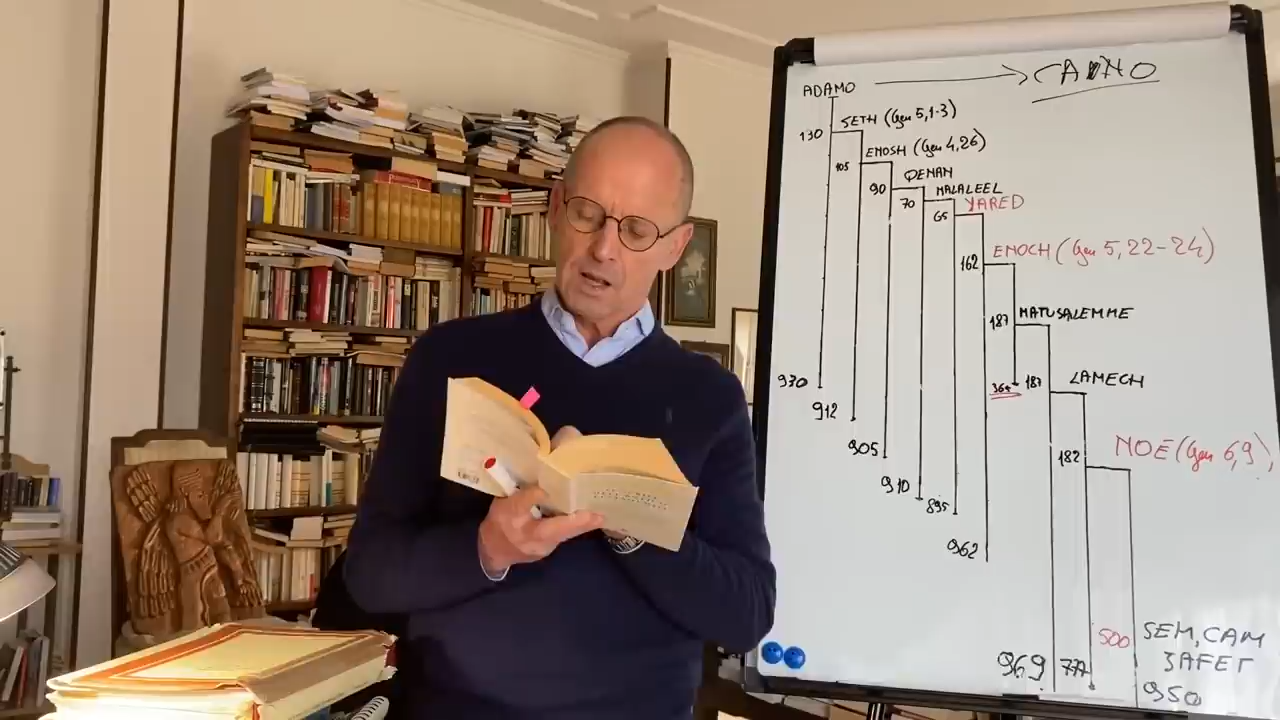 ADAMO → CAINO
130 SETH (Gen 5,1-3)
105 ENOSH (Gen 4,26)
90 QENAN
70 MALALEEL
65 YARED
162 ENOCH (Gen 5,22-24)
187 MATUSALEMME
930
364
187 LAMECH
912
905
182 NOE (Gen 6,9),
910
895
962
500 SEM, CAM
JAFET
969 777
950